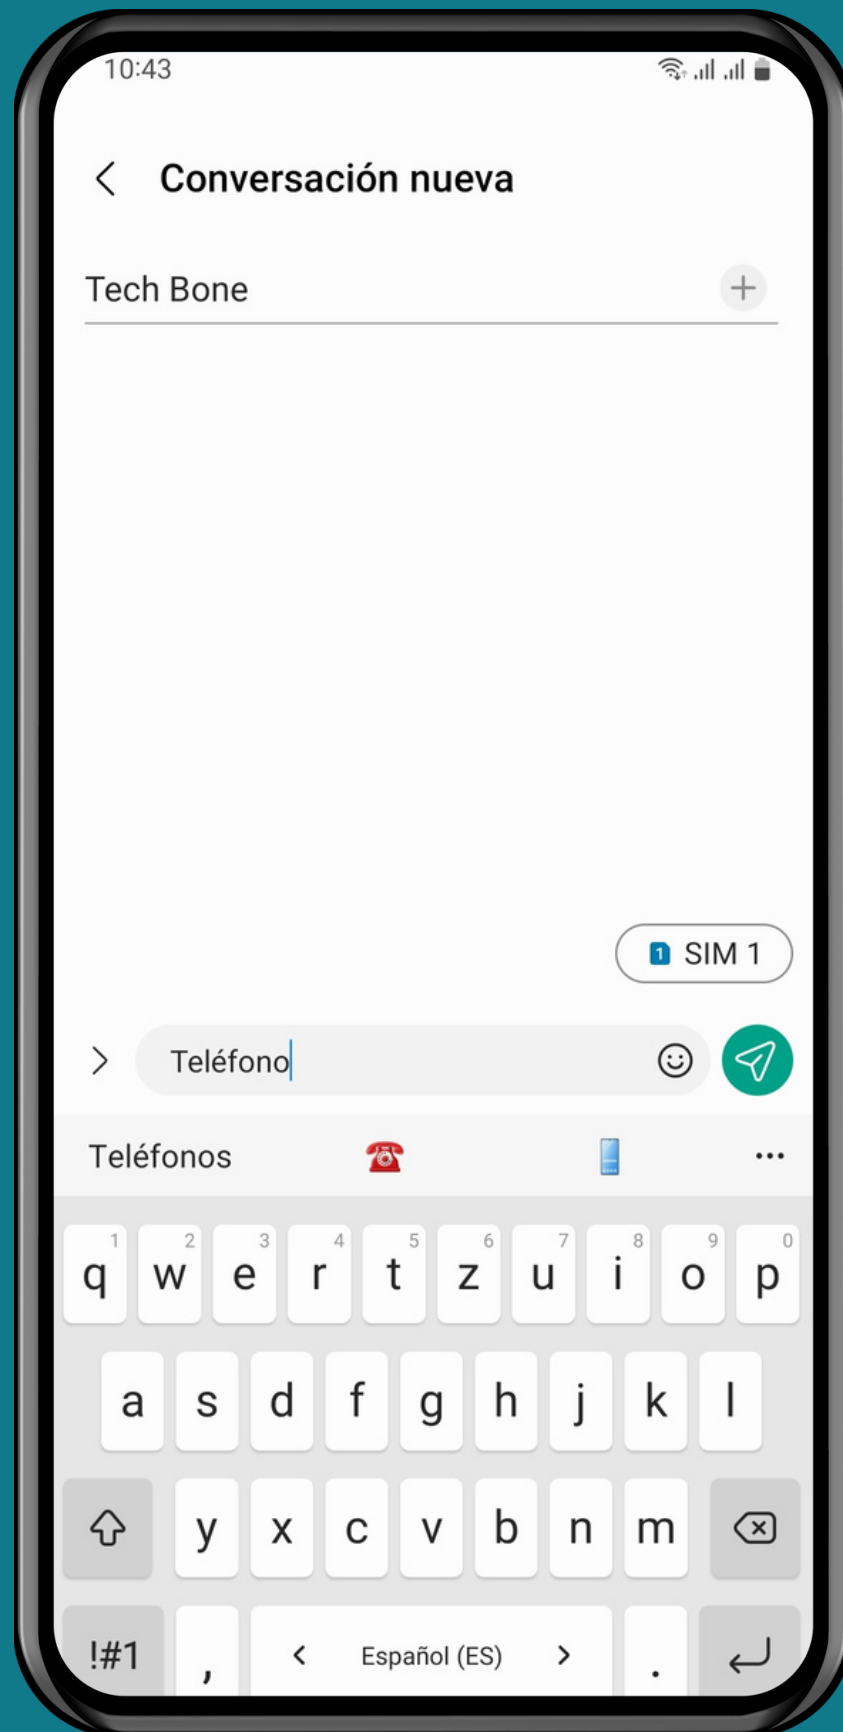 10:43
Conversación nueva
Tech Bone
1 SIM 1
Teléfono
Teléfonos
1 2 3 4 5 6 7 8 9 0
q w e r t z u i o p
a s d f g h j k l
y x c v b n m
!#1 , < Español (ES) > .